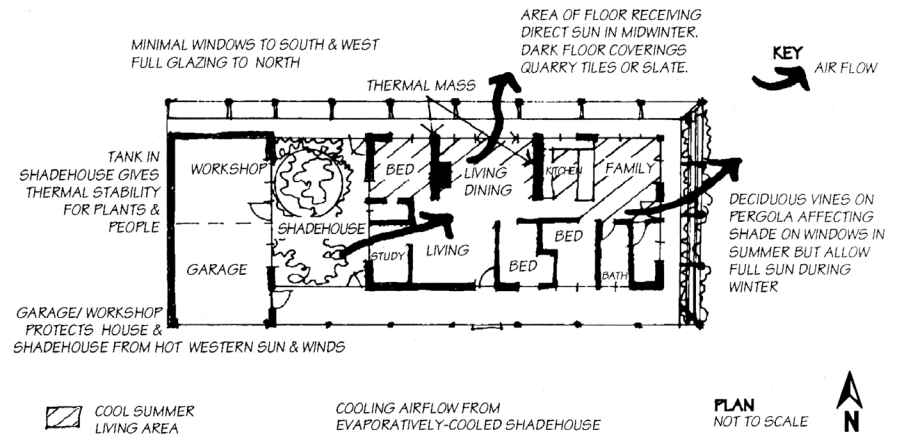 AREA OF FLOOR RECEIVING
DIRECT SUN IN MIDWINTER.
DARK FLOOR COVERINGS
QUARRY TILES OR SLATE.
MINIMAL WINDOWS TO SOUTH & WEST
FULL GLAZING TO NORTH
KEY
AIR FLOW
THERMAL MASS
TANK IN
SHADEHOUSE GIVES
THERMAL STABILITY
FOR PLANTS &
PEOPLE
WORKSHOP
BED
LIVING
DINING
KITCHEN
FAMILY
DECIDUOUS VINES ON
PERGOLA AFFECTING
SHADE ON WINDOWS IN
SUMMER BUT ALLOW
FULL SUN DURING
WINTER
SHADEHOUSE
GARAGE
STUDY
LIVING
BED
BED
BATH
GARAGE/ WORKSHOP
PROTECTS HOUSE &
SHADEHOUSE FROM HOT WESTERN SUN & WINDS
COOL SUMMER
LIVING AREA
COOLING AIRFLOW FROM
EVAPORATIVELY-COOLED SHADEHOUSE
PLAN
NOT TO SCALE
N